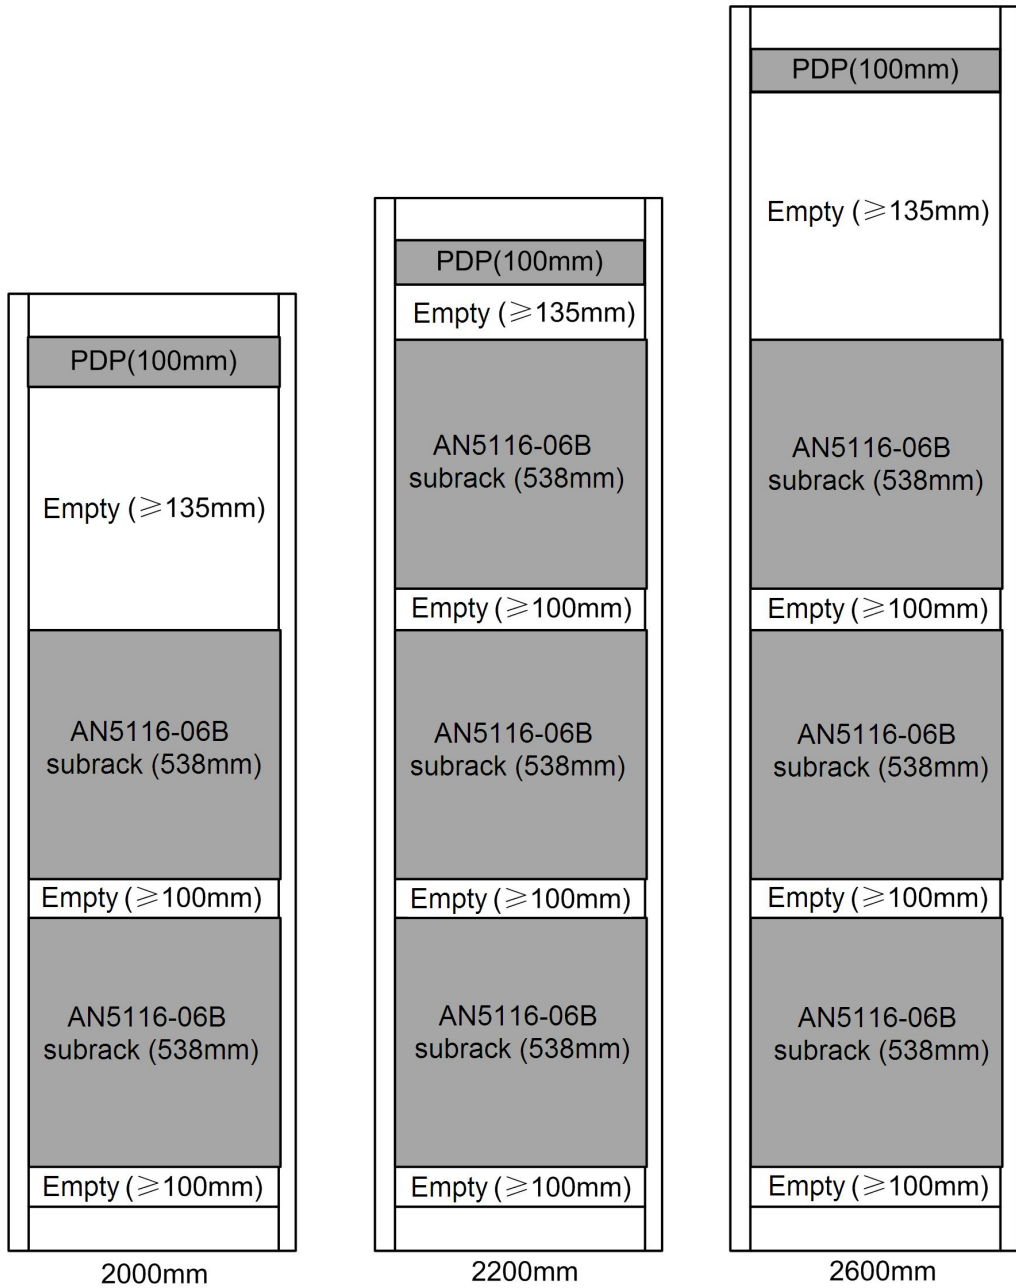 PDP(100mm)
Empty (≥135mm)
AN5116-06B
subrack (538mm)
Empty (≥100mm)
AN5116-06B
subrack (538mm)
Empty (≥100mm)
2000mm
PDP(100mm)
Empty (≥135mm)
AN5116-06B
subrack (538mm)
Empty (≥100mm)
AN5116-06B
subrack (538mm)
Empty (≥100mm)
AN5116-06B
subrack (538mm)
Empty (≥100mm)
2200mm
PDP(100mm)
Empty (≥135mm)
AN5116-06B
subrack (538mm)
Empty (≥100mm)
AN5116-06B
subrack (538mm)
Empty (≥100mm)
AN5116-06B
subrack (538mm)
Empty (≥100mm)
2600mm